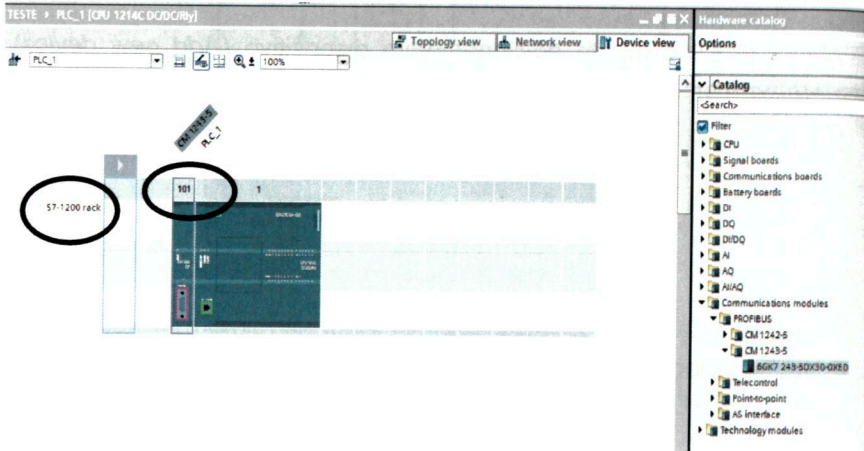 TESTE ▸ PLC_1 [CPU 1214C DC/DC/Rly]
Topology view
Network view
Device view
PLC_1
100%
CM 1243-5
PLC_1
101
1
S7-1200 rack
Hardware catalog
Options
Catalog
<Search>
Filter
CPU
Signal boards
Communications boards
Battery boards
DI
DQ
DI/DQ
AI
AQ
AI/AQ
Communications modules
PROFIBUS
CM 1242-5
CM 1243-5
6GK7 243-5DX30-0XE0
Telecontrol
Point-to-point
AS interface
Technology modules